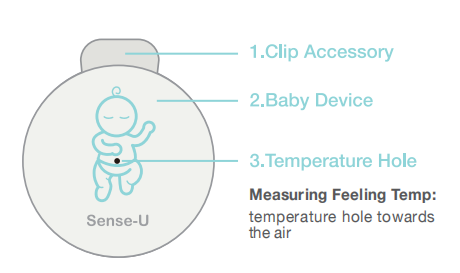 1.Clip Accessory
2.Baby Device
3.Temperature Hole
Measuring Feeling Temp:
temperature hole towards
the air
Sense-U